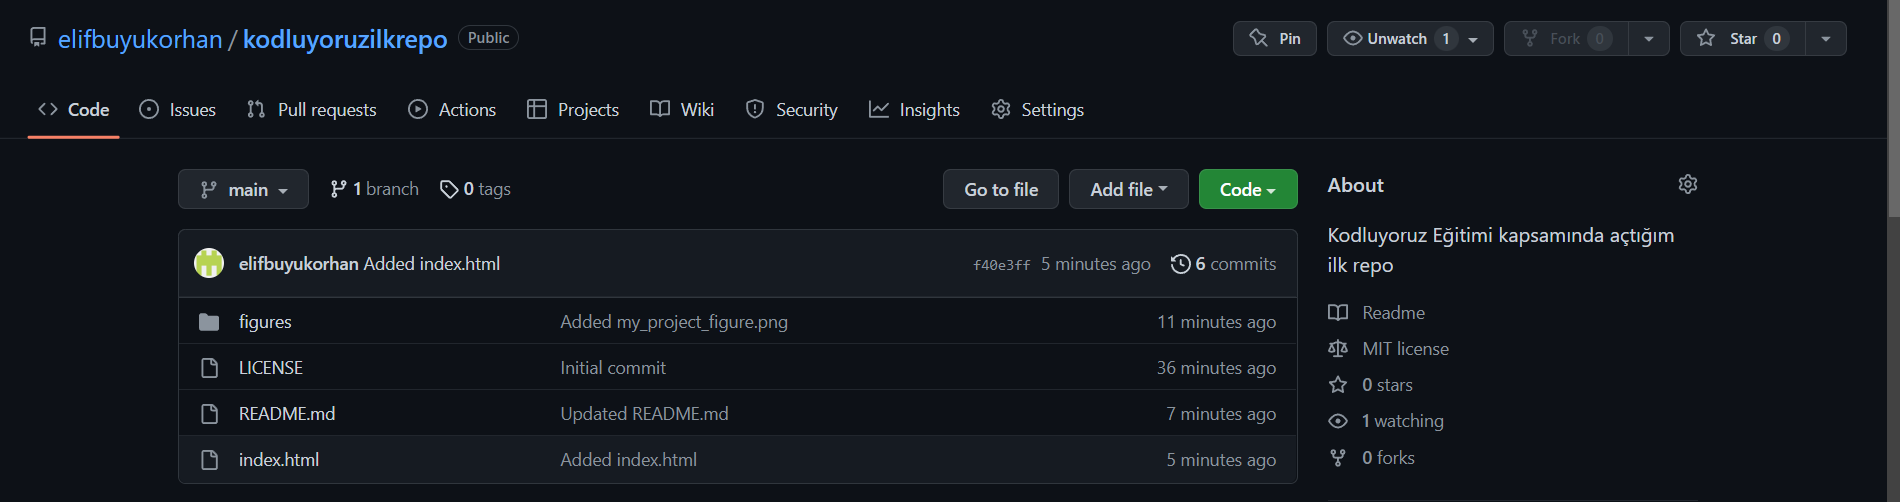 elifbuyukorhan / kodluyoruzilkrepo Public
Pin Unwatch 1 Fork 0 Star 0
Code Issues Pull requests Actions Projects Wiki Security Insights Settings
main 1 branch 0 tags Go to file Add file Code
elifbuyukorhan Added index.html f40e3ff 5 minutes ago 6 commits
figures Added my_project_figure.png 11 minutes ago
LICENSE Initial commit 36 minutes ago
README.md Updated README.md 7 minutes ago
index.html Added index.html 5 minutes ago
About
Kodluyoruz Eğitimi kapsamında açtığım
ilk repo
Readme
MIT license
0 stars
1 watching
0 forks